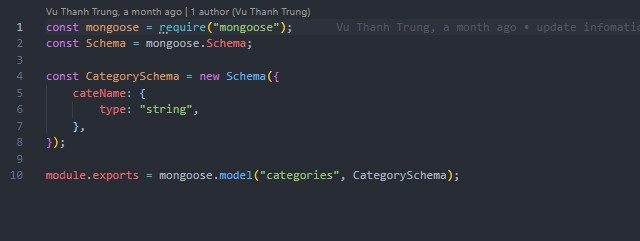 Vu Thanh Trung, a month ago | 1 author (Vu Thanh Trung)
1 const mongoose = require("mongoose"); Vu Thanh Trung, a month ago • update infomatio
2 const Schema = mongoose.Schema;
3
4 const CategorySchema = new Schema({
5 cateName: {
6 type: "string",
7 },
8 });
9
10 module.exports = mongoose.model("categories", CategorySchema);